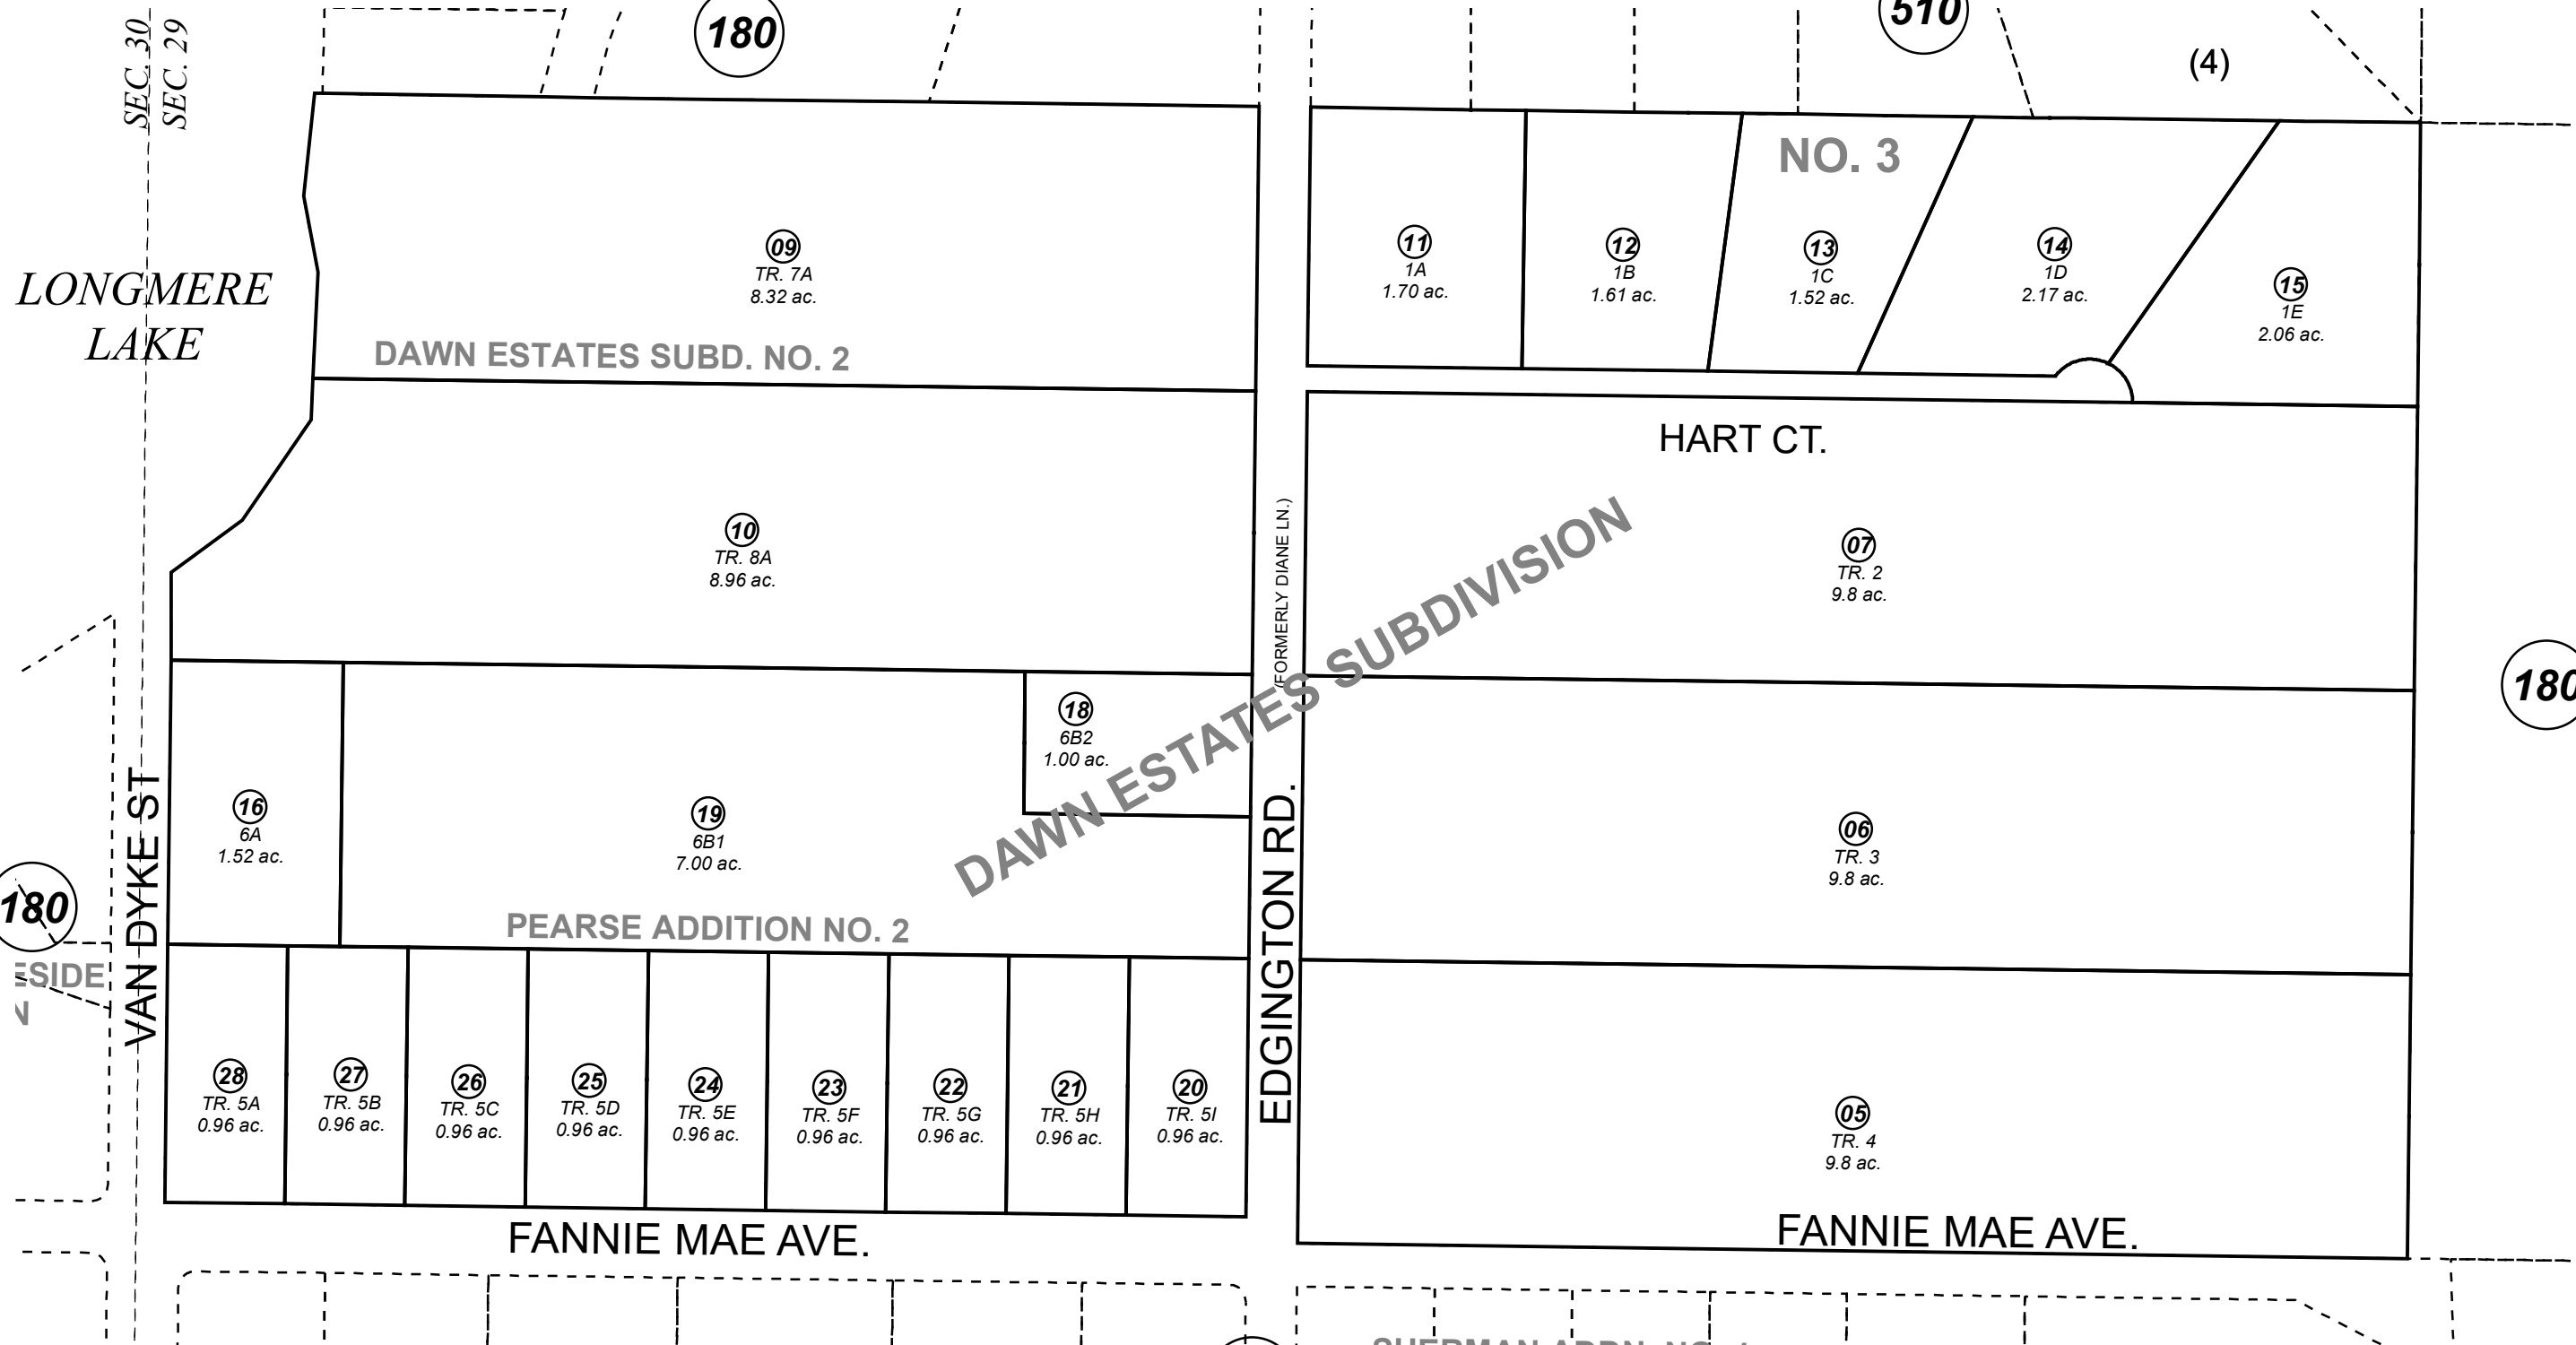 SEC. 30
SEC. 29
180
510
(4)
NO. 3
LONGMERE
LAKE
09
TR. 7A
8.32 ac.
DAWN ESTATES SUBD. NO. 2
11
1A
1.70 ac.
12
1B
1.61 ac.
13
1C
1.52 ac.
14
1D
2.17 ac.
15
1E
2.06 ac.
HART CT.
10
TR. 8A
8.96 ac.
(FORMERLY DIANE LN.)
DAWN ESTATES SUBDIVISION
07
TR. 2
9.8 ac.
180
16
6A
1.52 ac.
19
6B1
7.00 ac.
18
6B2
1.00 ac.
PEARSE ADDITION NO. 2
VAN DYKE ST
EDGINGTON RD.
06
TR. 3
9.8 ac.
180
ESIDE
N
28
TR. 5A
0.96 ac.
27
TR. 5B
0.96 ac.
26
TR. 5C
0.96 ac.
25
TR. 5D
0.96 ac.
24
TR. 5E
0.96 ac.
23
TR. 5F
0.96 ac.
22
TR. 5G
0.96 ac.
21
TR. 5H
0.96 ac.
20
TR. 5I
0.96 ac.
05
TR. 4
9.8 ac.
FANNIE MAE AVE.
FANNIE MAE AVE.